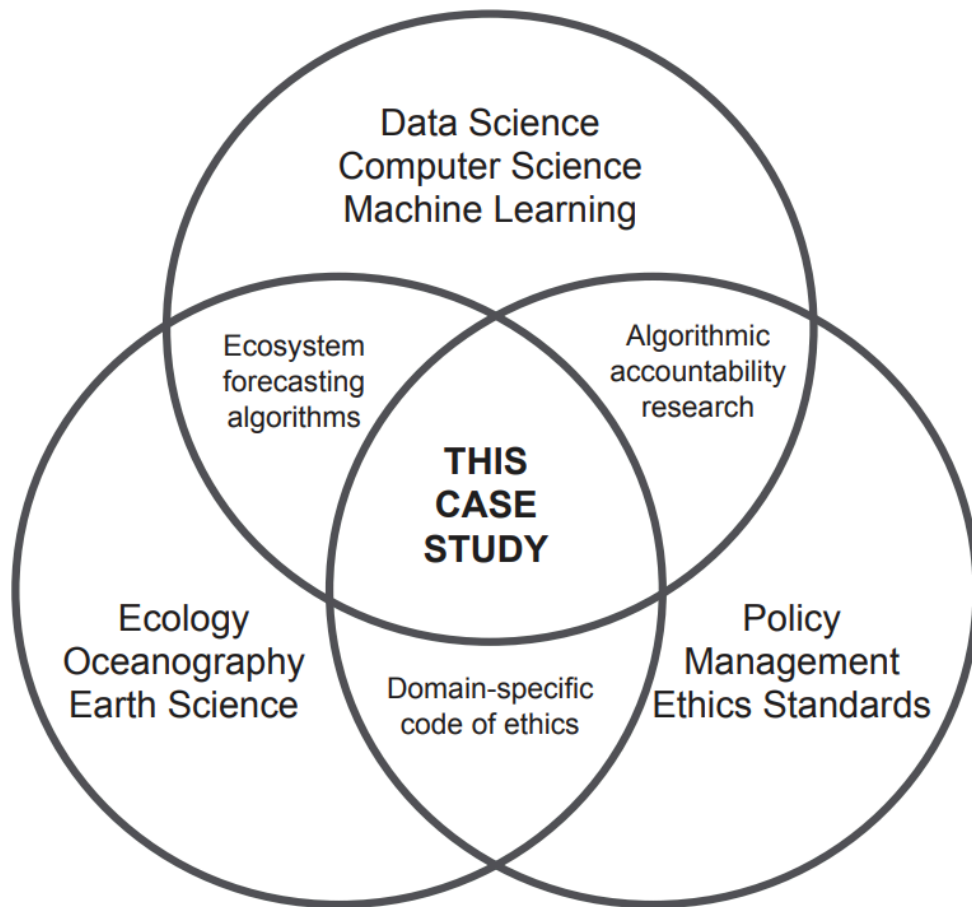 Data Science
Computer Science
Machine Learning
Ecosystem
forecasting
algorithms
Algorithmic
accountability
research
THIS
CASE
STUDY
Ecology
Oceanography
Earth Science
Domain-specific
code of ethics
Policy
Management
Ethics Standards